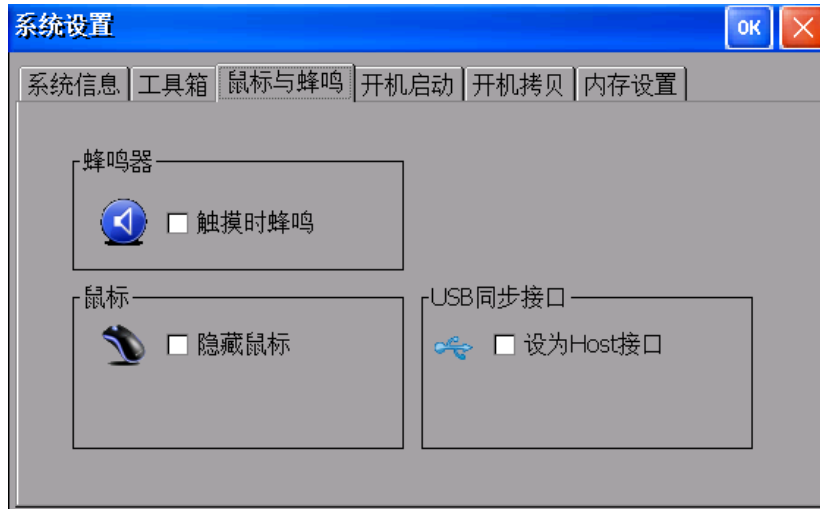 系统设置
OK
系统信息 工具箱 鼠标与蜂鸣 开机启动 开机拷贝 内存设置
蜂鸣器
触摸时蜂鸣
鼠标
隐藏鼠标
USB同步接口
设为Host接口